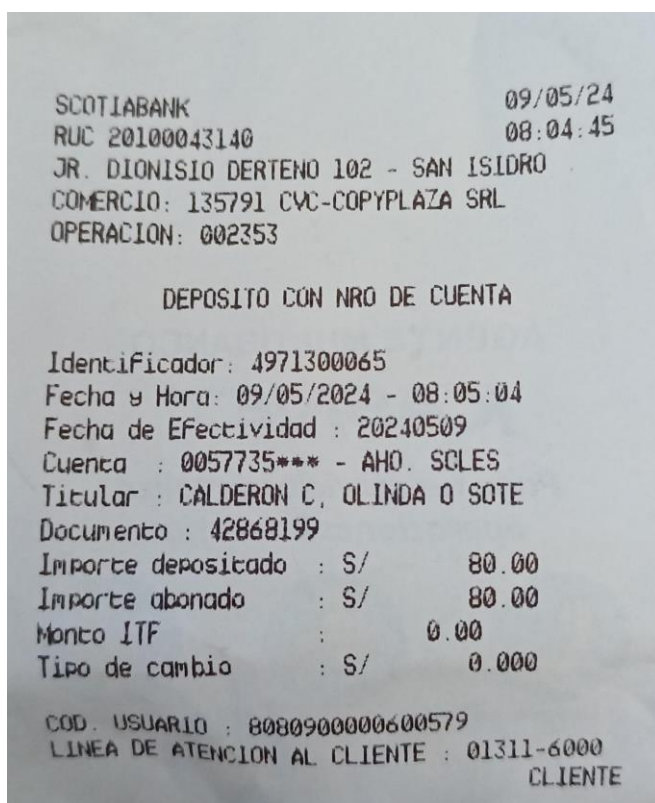 SCOTIABANK 09/05/24
RUC 20100043140 08:04:45
JR. DIONISIO DERTENO 102 - SAN ISIDRO
COMERCIO: 135791 CVC-COPYPLAZA SRL
OPERACION: 002353
DEPOSITO CON NRO DE CUENTA
Identificador: 4971300065
Fecha y Hora: 09/05/2024 - 08:05:04
Fecha de Efectividad : 20240509
Cuenta : 0057735*** - AHO. SOLES
Titular : CALDERON C, OLINDA O SOTE
Documento : 42868199
Importe depositado : S/ 80.00
Importe abonado : S/ 80.00
Monto ITF : 0.00
Tipo de cambio : S/ 0.000
COD. USUARIO : 8080900000600579
LINEA DE ATENCION AL CLIENTE : 01311-6000
CLIENTE